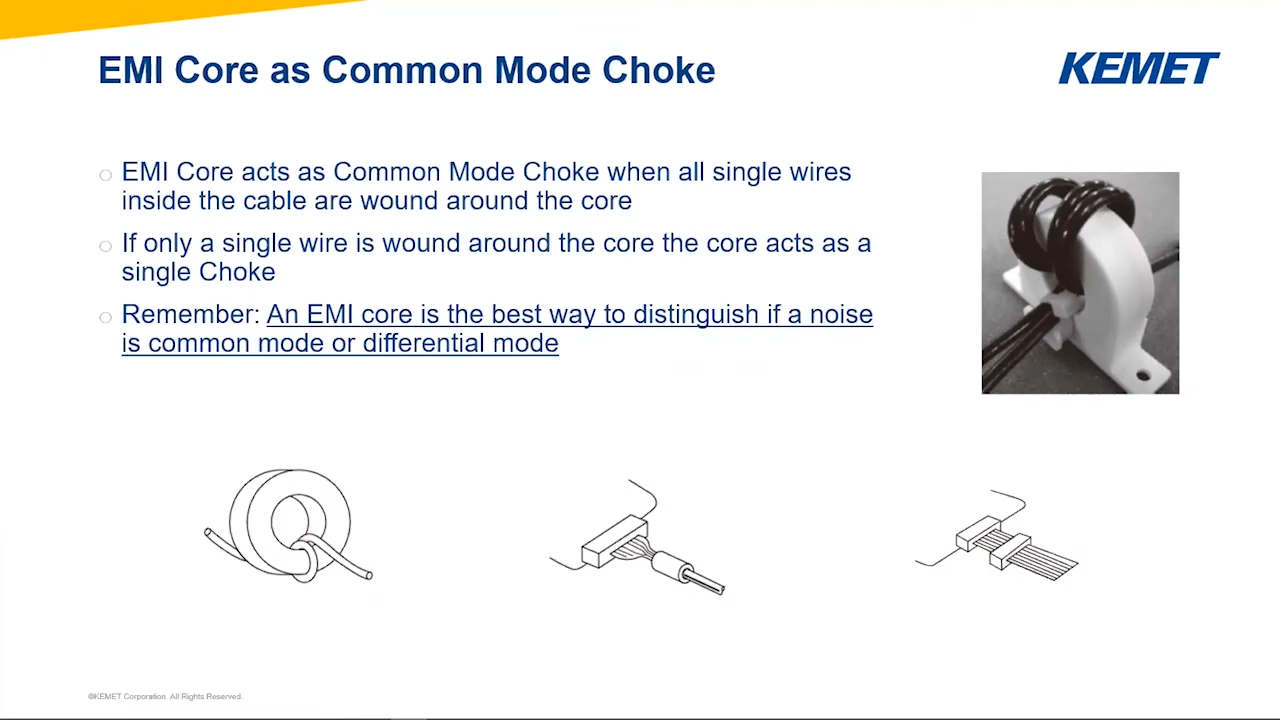 EMI Core as Common Mode Choke
KEMET
EMI Core acts as Common Mode Choke when all single wires
inside the cable are wound around the core
If only a single wire is wound around the core the core acts as a
single Choke
Remember: An EMI core is the best way to distinguish if a noise
is common mode or differential mode
©KEMET Corporation. All Rights Reserved.